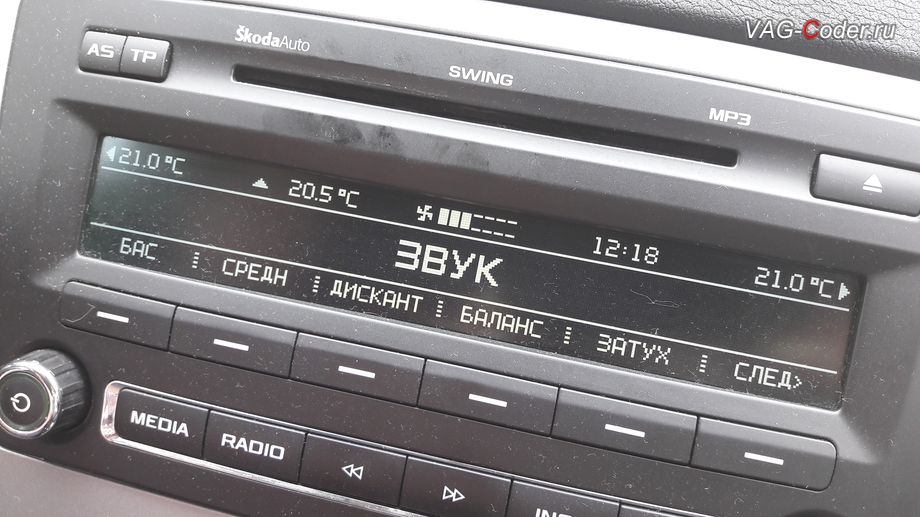 VAG-Coder.ru
ŠkodaAuto
AS TP
SWING
MP3
21.0 °C
20.5 °C
12:18
21.0 °C
ЗВУК
БАС СРЕДН ДИСКАНТ БАЛАНС ЗАТУХ СЛЕД>
MEDIA RADIO